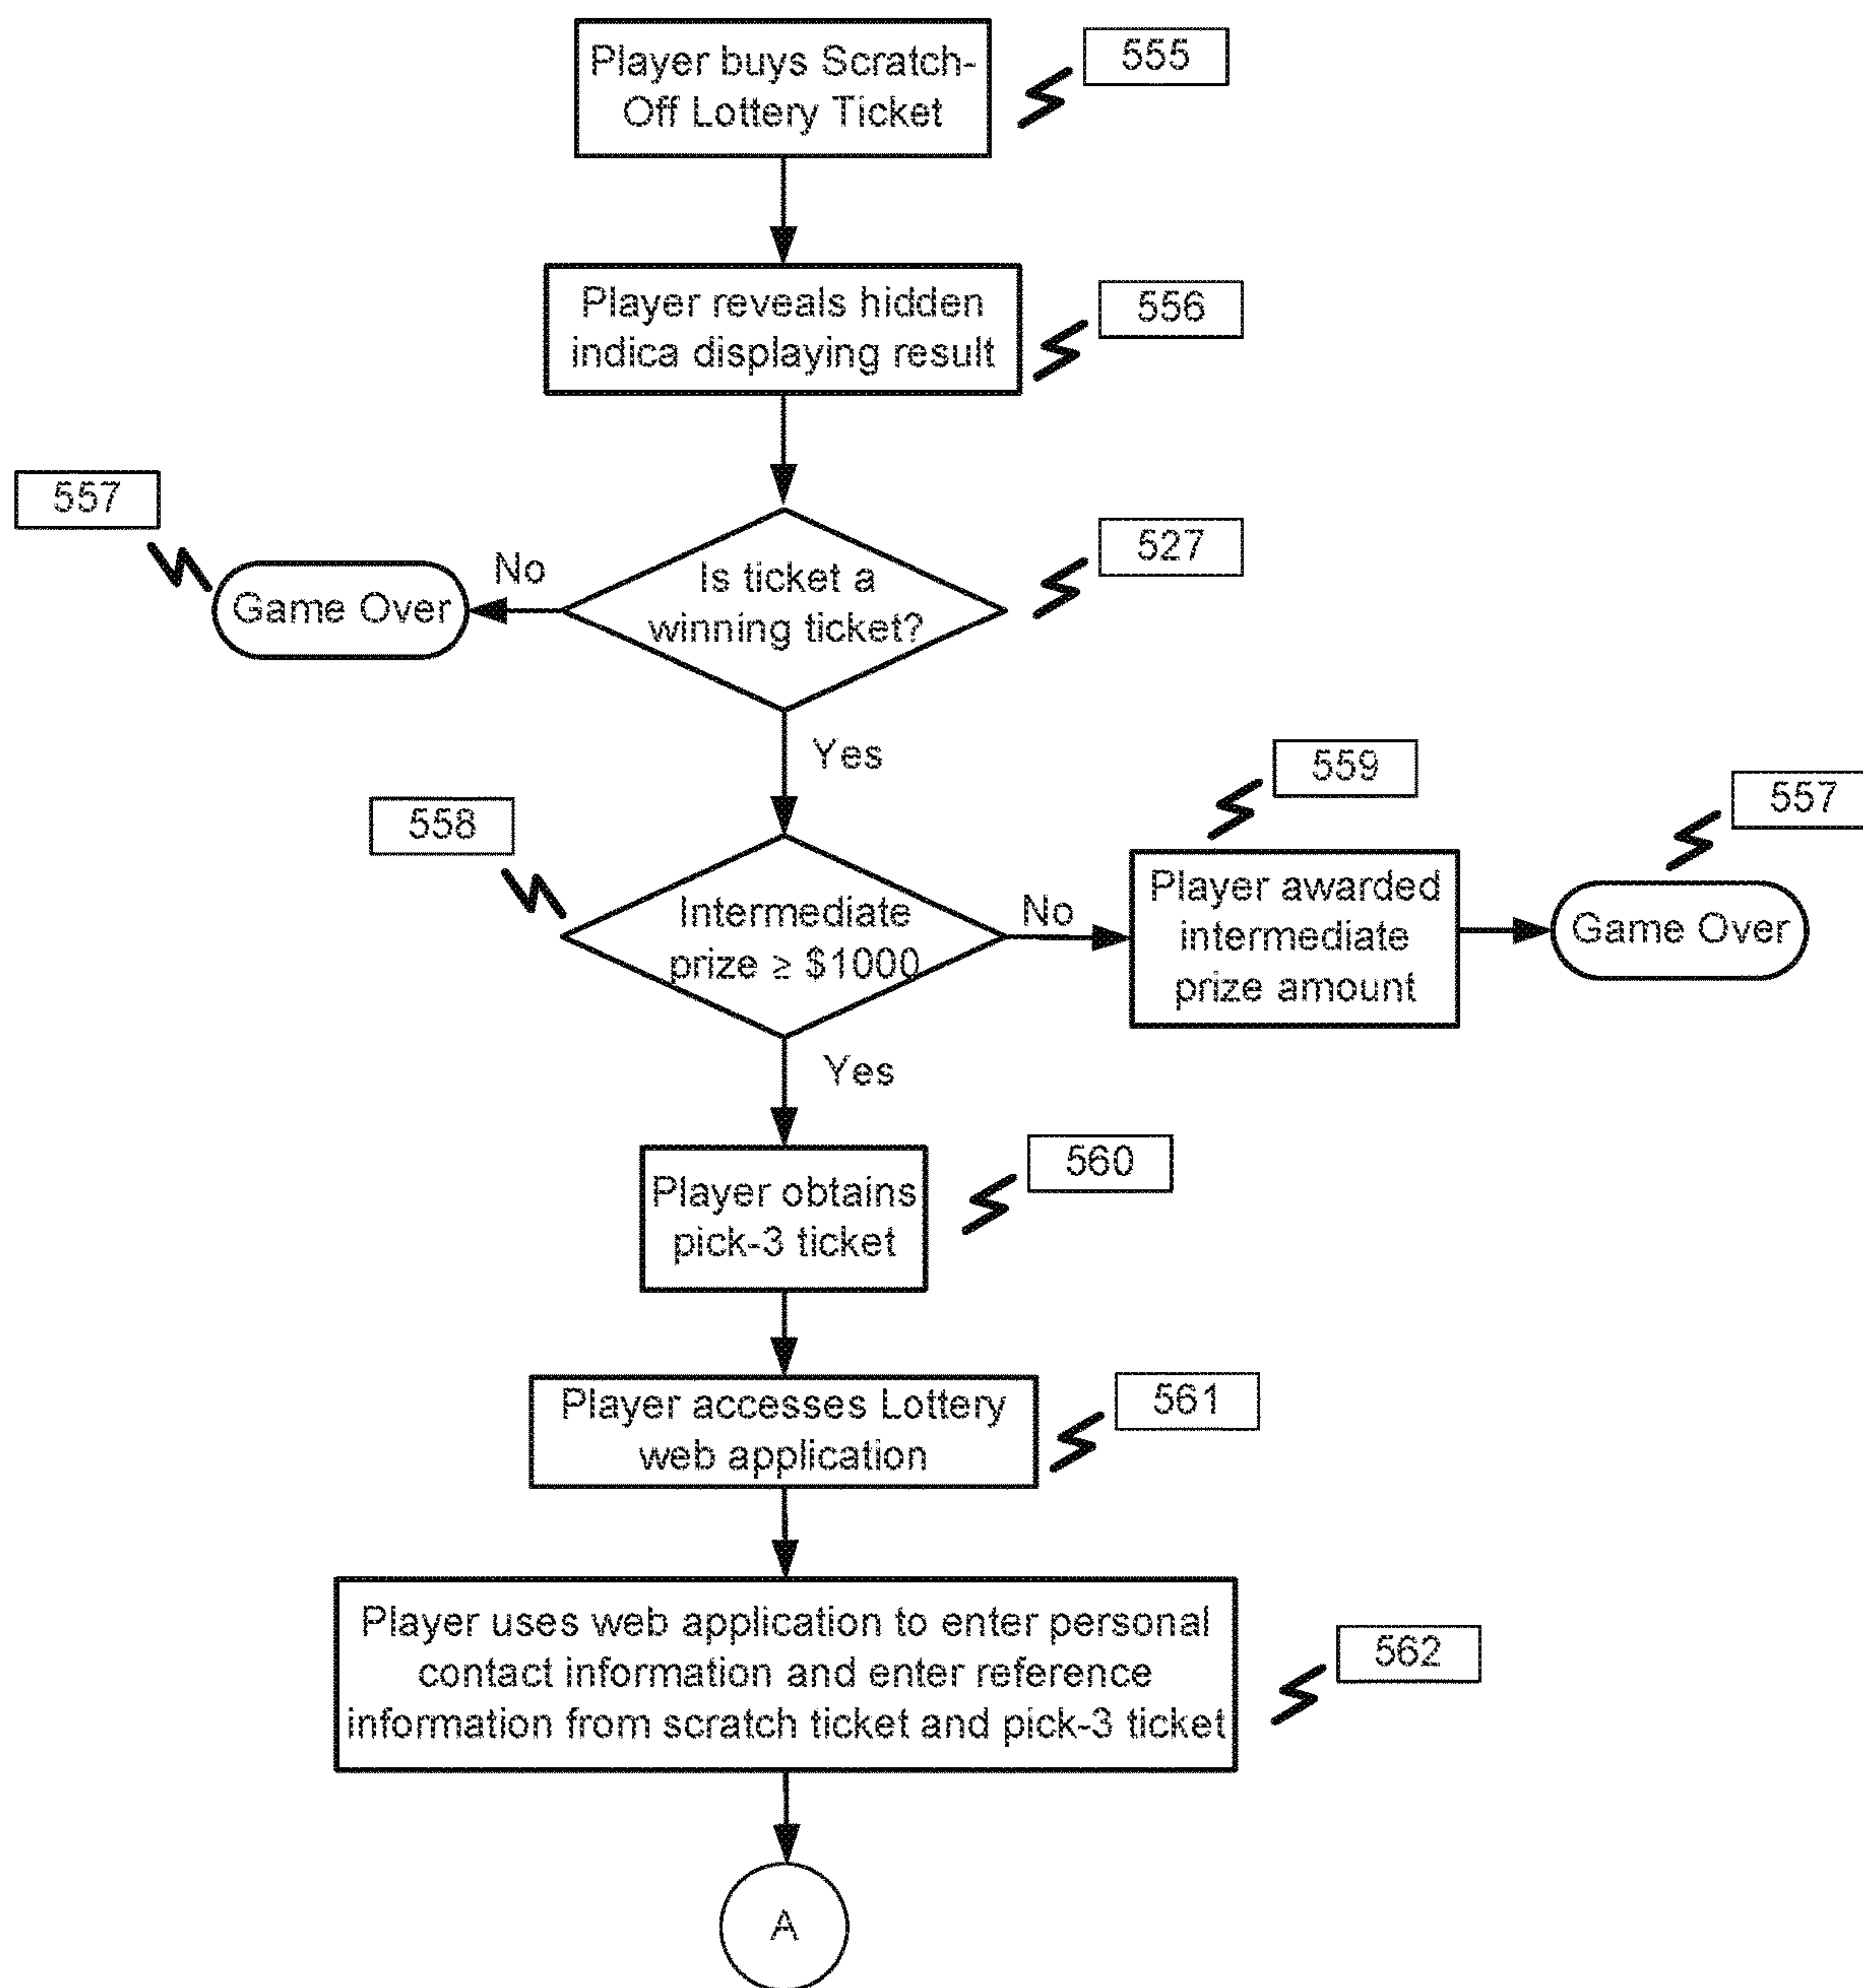 Player buys Scratch-
Off Lottery Ticket
555
Player reveals hidden
indica displaying result
556
557
Game Over
No
Is ticket a
winning ticket?
527
Yes
558
Intermediate
prize ≥ $1000
No
559
Player awarded
intermediate
prize amount
557
Game Over
Yes
Player obtains
pick-3 ticket
560
Player accesses Lottery
web application
561
Player uses web application to enter personal
contact information and enter reference
information from scratch ticket and pick-3 ticket
562
A